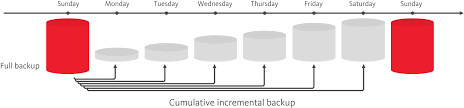 Sunday Monday Tuesday Wednesday Thursday Friday Saturday Sunday
Full backup
Cumulative incremental backup